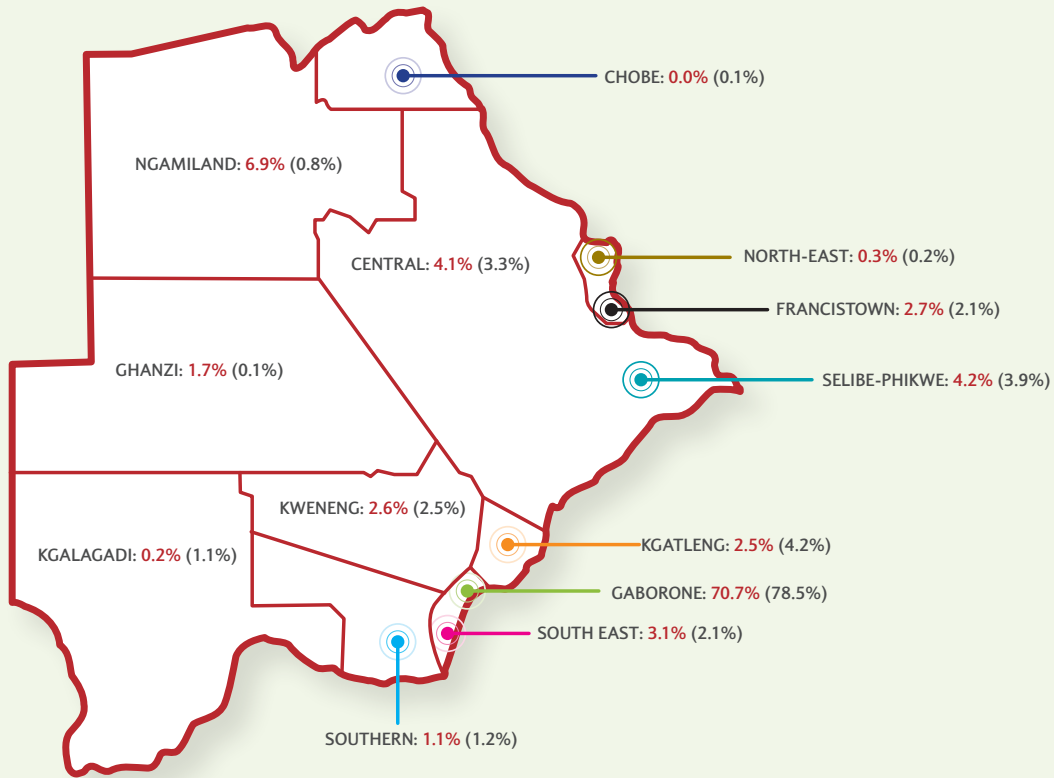 CHOBE: 0.0% (0.1%)
NGAMILAND: 6.9% (0.8%)
CENTRAL: 4.1% (3.3%)
NORTH-EAST: 0.3% (0.2%)
FRANCISTOWN: 2.7% (2.1%)
GHANZI: 1.7% (0.1%)
SELIBE-PHIKWE: 4.2% (3.9%)
KWENENG: 2.6% (2.5%)
KGALAGADI: 0.2% (1.1%)
KGATLENG: 2.5% (4.2%)
GABORONE: 70.7% (78.5%)
SOUTH EAST: 3.1% (2.1%)
SOUTHERN: 1.1% (1.2%)